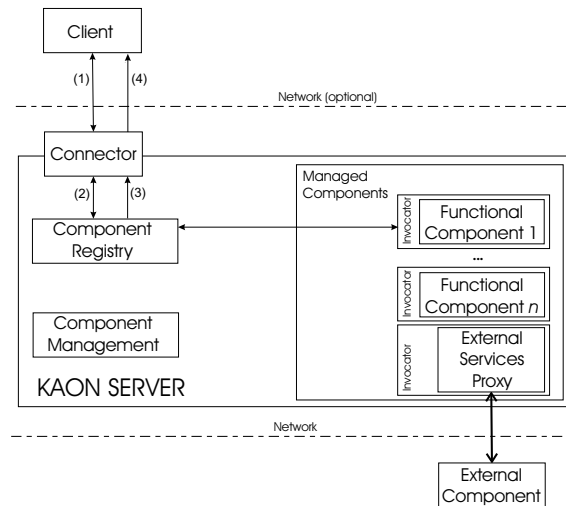 Client
(1)
(4)
Network (optional)
Connector
(2)
(3)
Component
Registry
Managed
Components
Invocator
Functional
Component 1
...
Invocator
Functional
Component n
Component
Management
Invocator
External
Services
Proxy
KAON SERVER
Network
External
Component